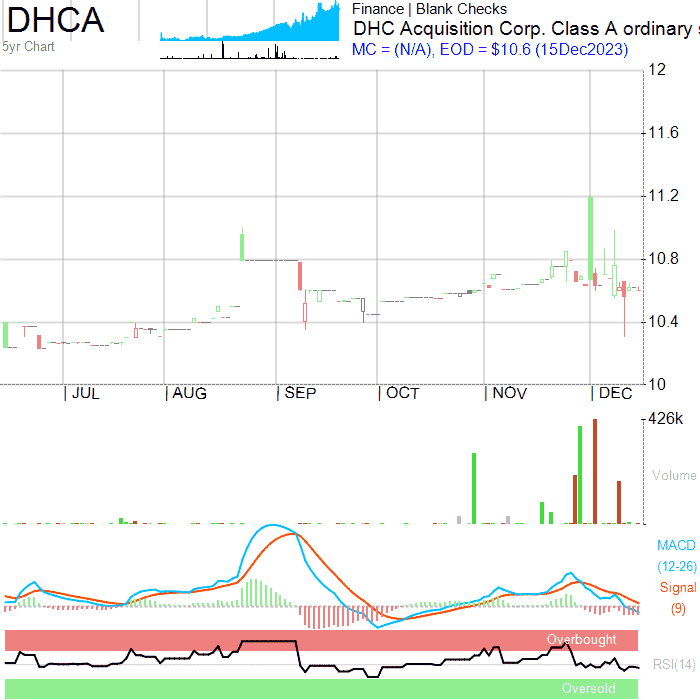 DHCA
5yr Chart
Finance | Blank Checks
DHC Acquisition Corp. Class A ordinary s
MC = (N/A), EOD = $10.6 (15Dec2023)
12
11.6
11.2
10.8
10.4
10
JUL
AUG
SEP
OCT
NOV
DEC
426k
Volume
MACD
(12-26)
Signal
(9)
Overbought
RSI(14)
Oversold